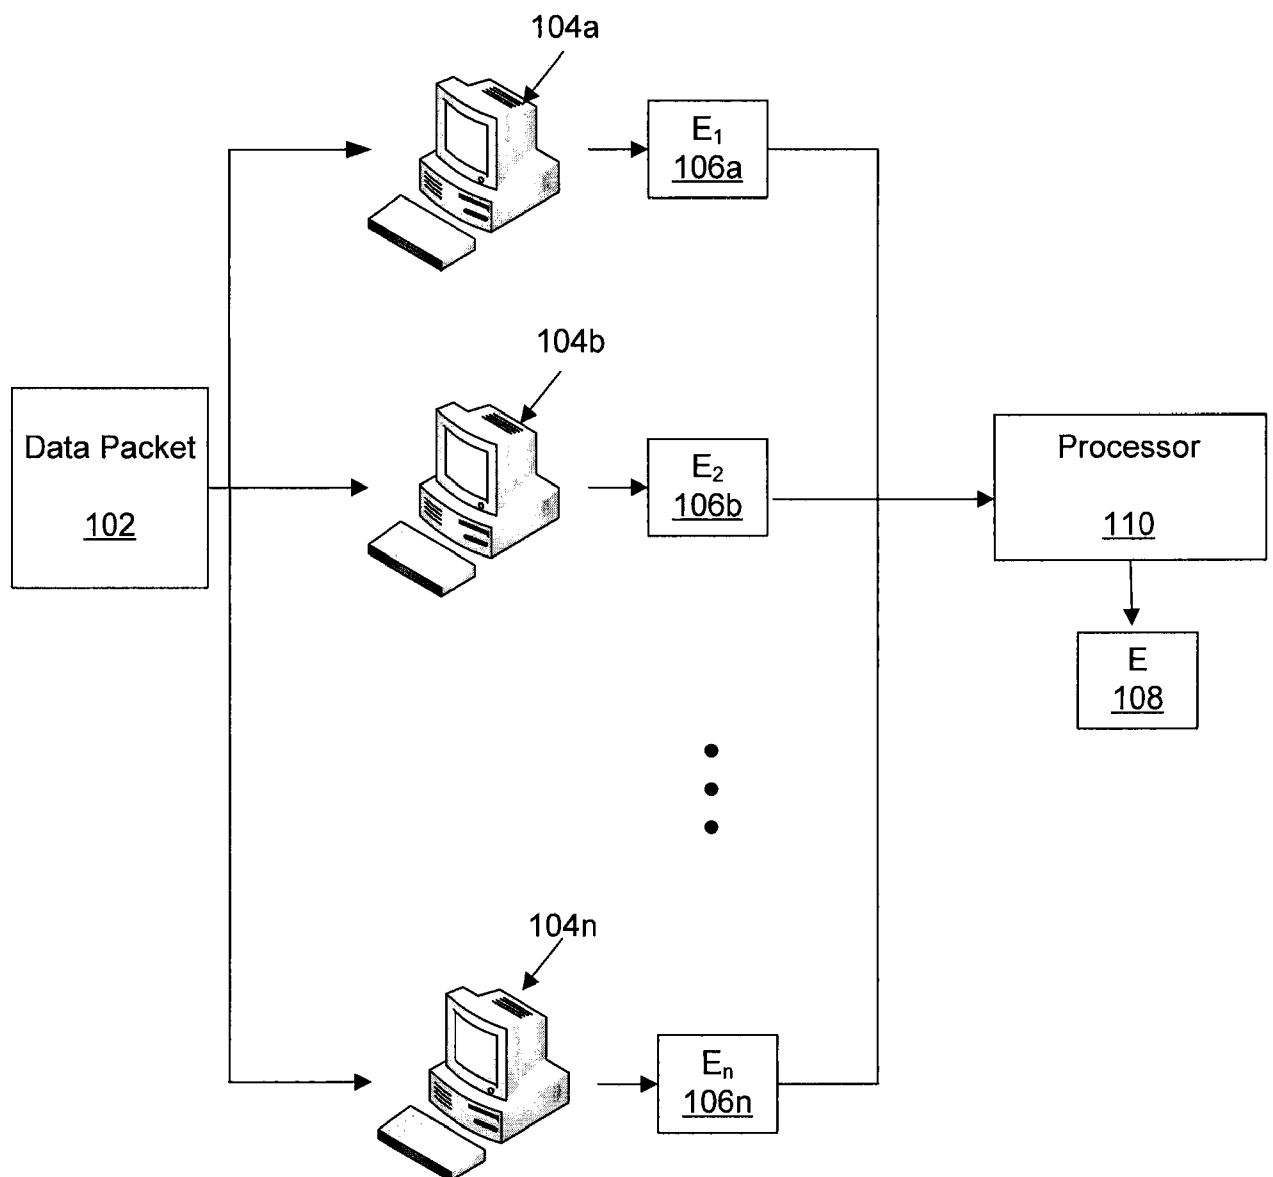 104a
E₁
106a
104b
Data Packet
102
E₂
106b
Processor
110
E
108
104n
Eₙ
106n